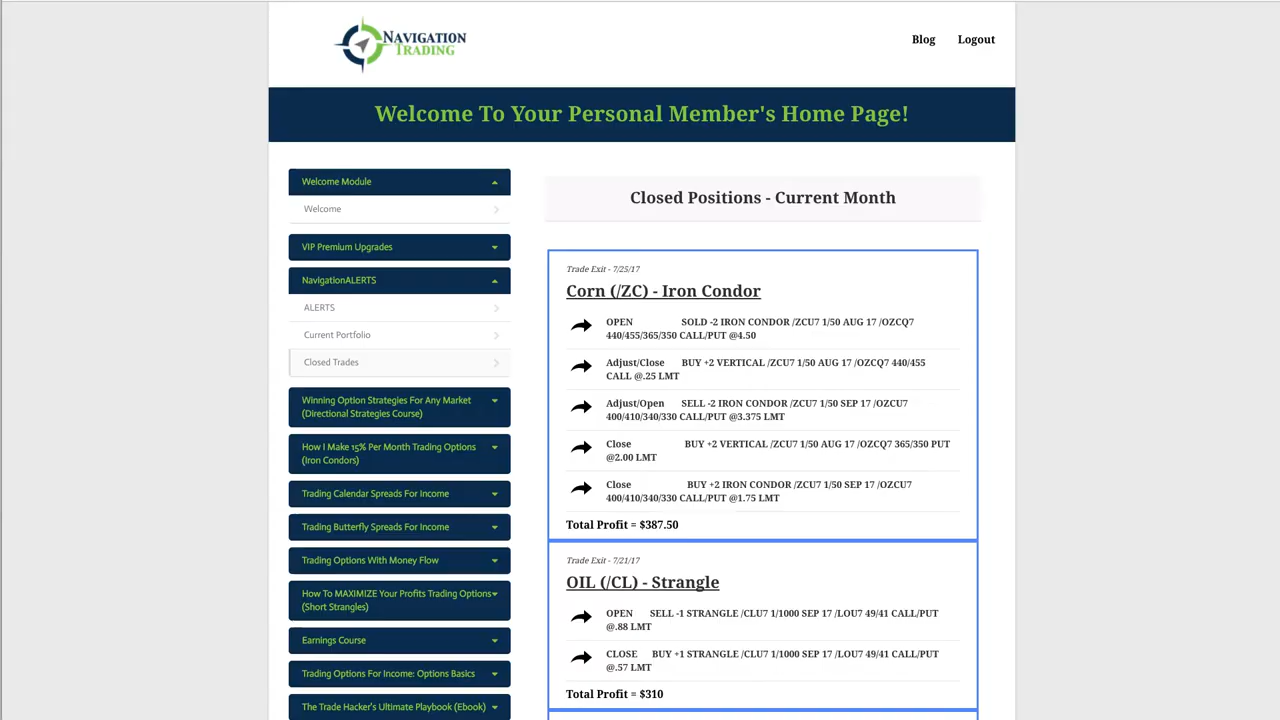 NAVIGATION
TRADING
Blog
Logout
Welcome To Your Personal Member's Home Page!
Welcome Module
Welcome
VIP Premium Upgrades
NavigationALERTS
ALERTS
Current Portfolio
Closed Trades
Winning Option Strategies For Any Market
(Directional Strategies Course)
How I Make 15% Per Month Trading Options
(Iron Condors)
Trading Calendar Spreads For Income
Trading Butterfly Spreads For Income
Trading Options With Money Flow
How To MAXIMIZE Your Profits Trading Options
(Short Strangles)
Earnings Course
Trading Options For Income: Options Basics
The Trade Hacker's Ultimate Playbook (Ebook)
Closed Positions - Current Month
Trade Exit - 7/25/17
Corn (/ZC) - Iron Condor
OPEN SOLD -2 IRON CONDOR /ZCU7 1/50 AUG 17 /OZCQ7
440/455/365/350 CALL/PUT @4.50
Adjust/Close BUY +2 VERTICAL /ZCU7 1/50 AUG 17 /OZCQ7 440/455
CALL @.25 LMT
Adjust/Open SELL -2 IRON CONDOR /ZCU7 1/50 SEP 17 /OZCU7
400/410/340/330 CALL/PUT @3.375 LMT
Close BUY +2 VERTICAL /ZCU7 1/50 AUG 17 /OZCQ7 365/350 PUT
@2.00 LMT
Close BUY +2 IRON CONDOR /ZCU7 1/50 SEP 17 /OZCU7
400/410/340/330 CALL/PUT @1.75 LMT
Total Profit = $387.50
Trade Exit - 7/21/17
OIL (/CL) - Strangle
OPEN SELL -1 STRANGLE /CLU7 1/1000 SEP 17 /LOU7 49/41 CALL/PUT
@.88 LMT
CLOSE BUY +1 STRANGLE /CLU7 1/1000 SEP 17 /LOU7 49/41 CALL/PUT
@.57 LMT
Total Profit = $310